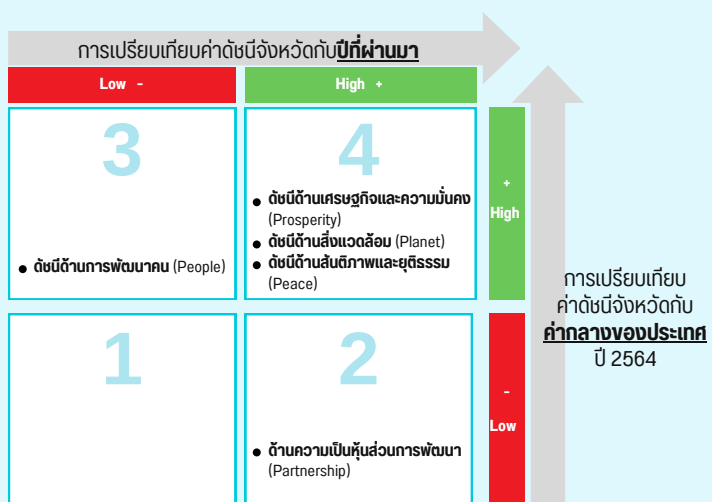 การเปรียบเทียบค่าดัชนีจังหวัดกับปีที่ผ่านมา
Low -
High +
3
● ดัชนีด้านการพัฒนาคน (People)
4
● ดัชนีด้านเศรษฐกิจและความมั่นคง
(Prosperity)
● ดัชนีด้านสิ่งแวดล้อม (Planet)
● ดัชนีด้านสันติภาพและยุติธรรม
(Peace)
+
High
1
2
● ด้านความเป็นหุ้นส่วนการพัฒนา
(Partnership)
-
Low
การเปรียบเทียบ
ค่าดัชนีจังหวัดกับ
ค่ากลางของประเทศ
ปี 2564